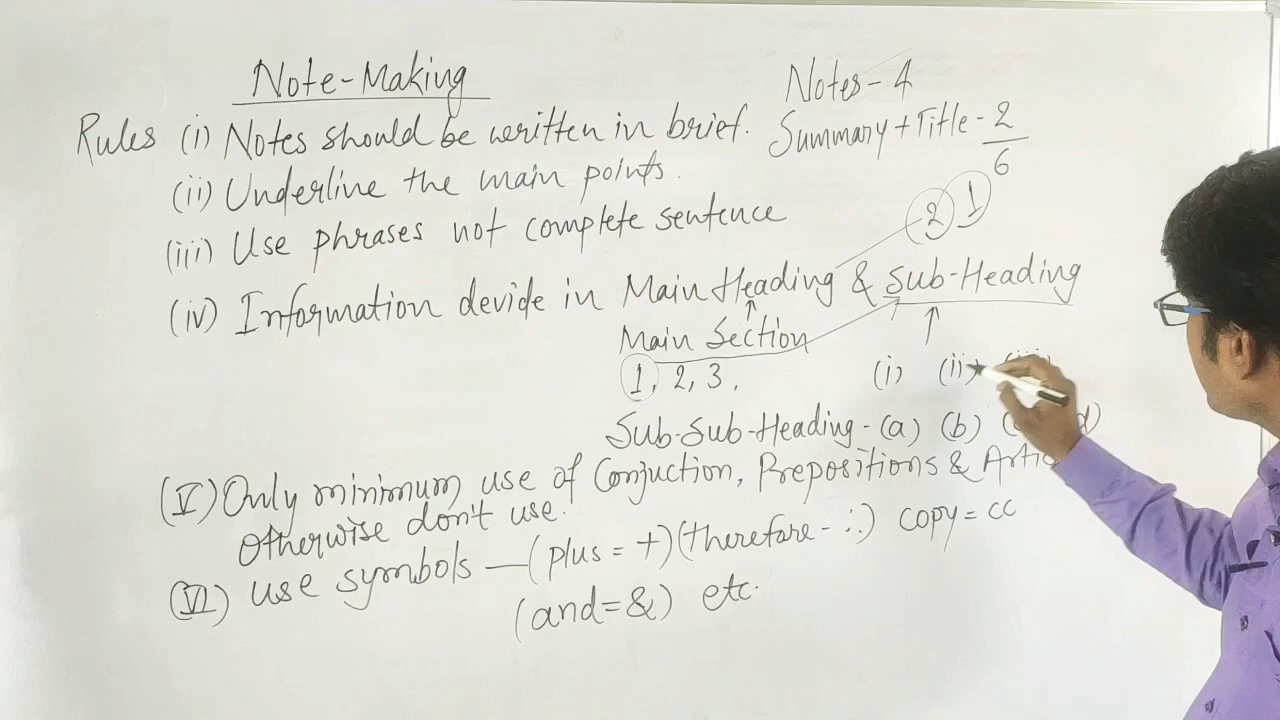 Note-Making
Notes-4
Rules (i) Notes should be written in brief.
Summary + Title - 2
6
(ii) Underline the main points.
(iii) Use phrases not complete sentence
2 1
(iv) Information devide in Main Heading & Sub-Heading
Main Section
1, 2, 3,
(i) (ii) (iii)
Sub-Sub-Heading - (a) (b) d)
(V) Only minimum use of Conjuction, Prepositions &
Otherwise don't use.
(VI) use symbols — (plus = +) (therefore - ∴) copy = cc
(and = &) etc.